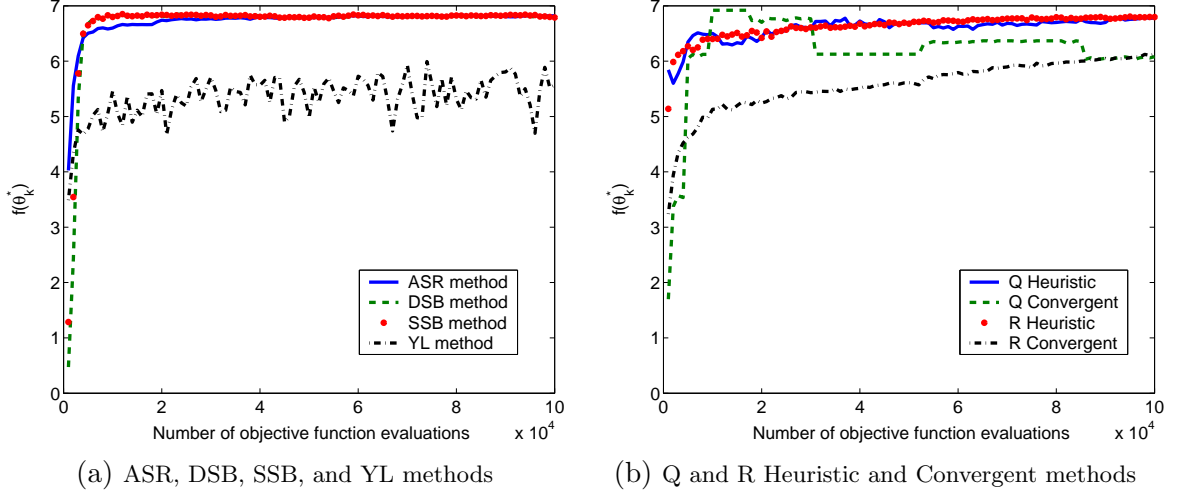 7
6
5
4
3
2
1
0
f(θ*k)
0 2 4 6 8 10
x 10^4
Number of objective function evaluations
ASR method
DSB method
SSB method
YL method
(a) ASR, DSB, SSB, and YL methods
7
6
5
4
3
2
1
0
f(θ*k)
0 2 4 6 8 10
x 10^4
Number of objective function evaluations
Q Heuristic
Q Convergent
R Heuristic
R Convergent
(b) Q and R Heuristic and Convergent methods